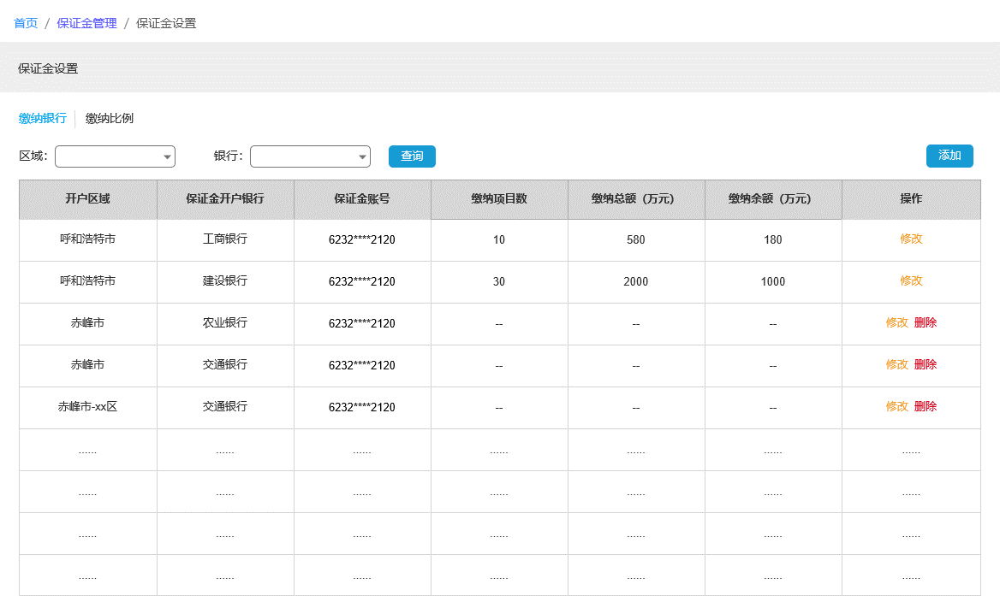 首页 / 保证金管理 / 保证金设置
保证金设置
缴纳银行 缴纳比例
区域： 银行： 查询 添加
开户区域 保证金开户银行 保证金账号 缴纳项目数 缴纳总额（万元） 缴纳余额（万元） 操作
呼和浩特市 工商银行 6232****2120 10 580 180 修改
呼和浩特市 建设银行 6232****2120 30 2000 1000 修改
赤峰市 农业银行 6232****2120 -- -- -- 修改 删除
赤峰市 交通银行 6232****2120 -- -- -- 修改 删除
赤峰市-xx区 交通银行 6232****2120 -- -- -- 修改 删除
...... ...... ...... ...... ...... ...... ......
...... ...... ...... ...... ...... ...... ......
...... ...... ...... ...... ...... ...... ......
...... ...... ...... ...... ...... ...... ......